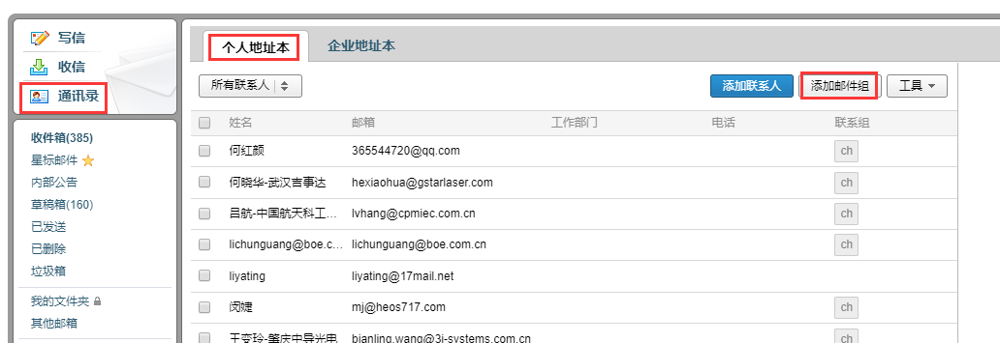 写信
收信
通讯录
收件箱(385)
星标邮件
内部公告
草稿箱(160)
已发送
已删除
垃圾箱
我的文件夹
其他邮箱
个人地址本 企业地址本
所有联系人 添加联系人 添加邮件组 工具
姓名 邮箱 工作部门 电话 联系组
何红颜 365544720@qq.com ch
何晓华-武汉吉事达 hexiaohua@gstarlaser.com ch
吕航-中国航天科工... lvhang@cpmiec.com.cn ch
lichunguang@boe.c... lichunguang@boe.com.cn ch
liyating liyating@17mail.net
闵婕 mj@heos717.com ch
王变玲-肇庆中导光电 bianling.wang@3i-systems.com.cn ch